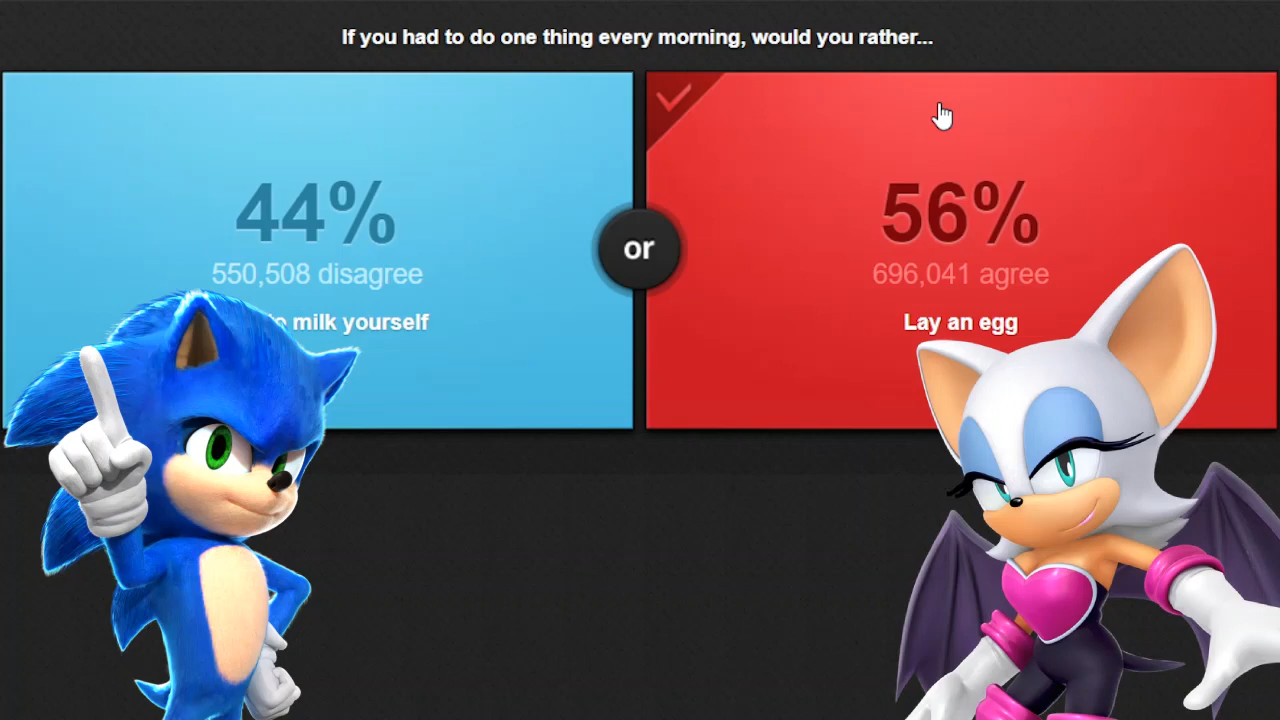 If you had to do one thing every morning, would you rather...
44%
550,508 disagree
milk yourself
or
56%
696,041 agree
Lay an egg